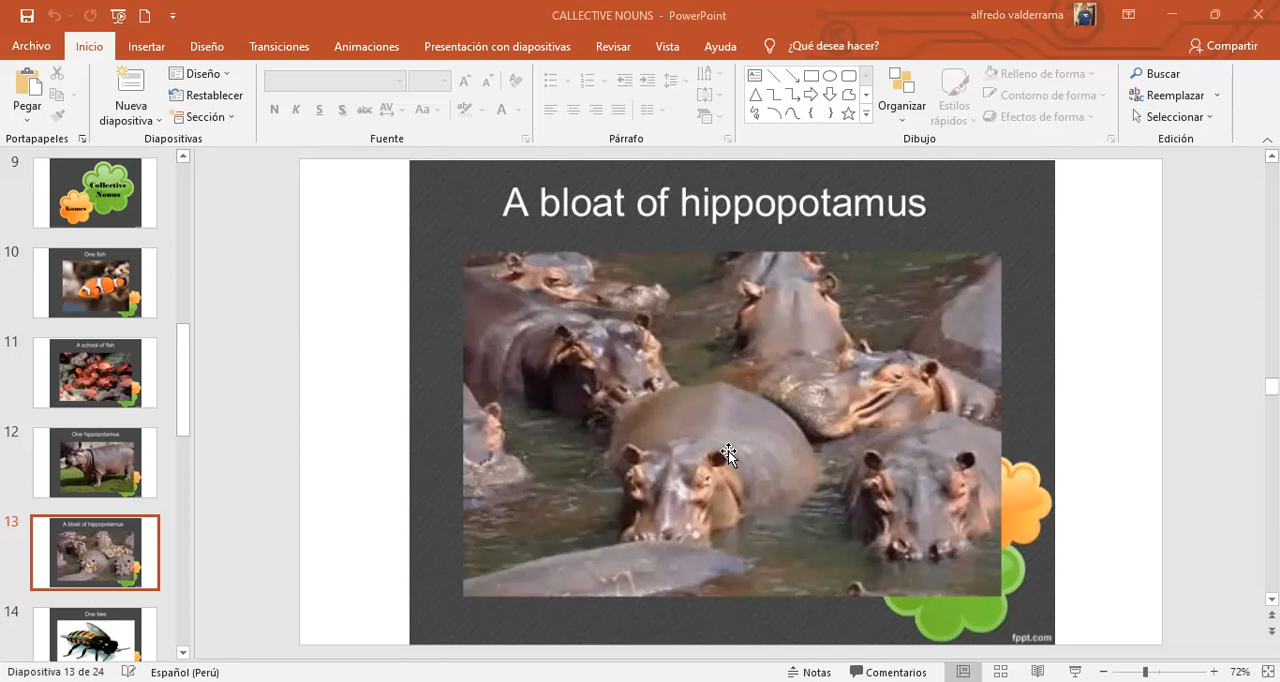 CALLECTIVE NOUNS - PowerPoint
alfredo valderrama
Archivo Inicio Insertar Diseño Transiciones Animaciones Presentación con diapositivas Revisar Vista Ayuda ¿Qué desea hacer? Compartir
Pegar
Portapapeles
Nueva diapositiva
Diseño
Restablecer
Sección
Diapositivas
N K S S abc AV Aa A
Fuente
Párrafo
Organizar
Estilos rápidos
Relleno de forma
Contorno de forma
Efectos de forma
Dibujo
Buscar
Reemplazar
Seleccionar
Edición
9
Collective
Nouns
Games
10
One fish
11
A school of fish
12
One hippopotamus
13
A bloat of hippopotamus
14
One bee
A bloat of hippopotamus
fppt.com
Diapositiva 13 de 24 Español (Perú) Notas Comentarios 72%